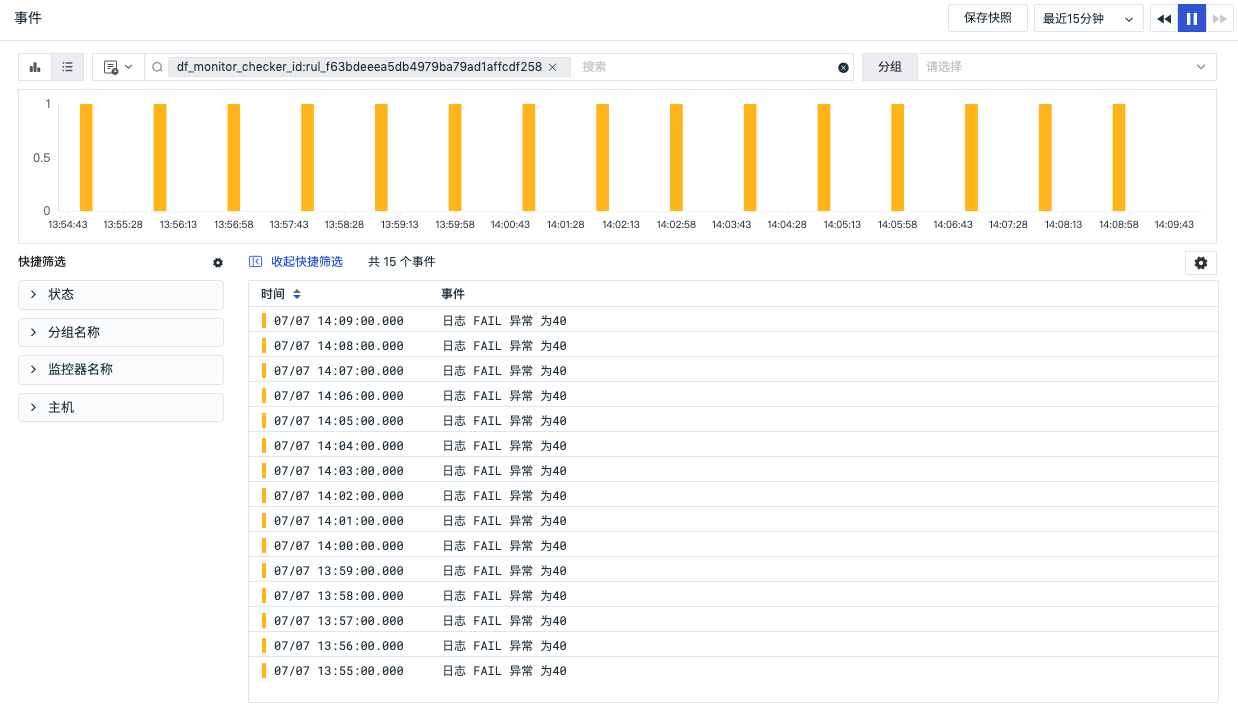 事件
保存快照 最近15分钟
df_monitor_checker_id:rul_f63bdeeea5db4979ba79ad1affcdf258 搜索 分组 请选择
1
0.5
0
13:54:43 13:55:28 13:56:13 13:56:58 13:57:43 13:58:28 13:59:13 13:59:58 14:00:43 14:01:28 14:02:13 14:02:58 14:03:43 14:04:28 14:05:13 14:05:58 14:06:43 14:07:28 14:08:13 14:08:58 14:09:43
快捷筛选
状态
分组名称
监控器名称
主机
收起快捷筛选 共 15 个事件
时间 事件
07/07 14:09:00.000 日志 FAIL 异常 为40
07/07 14:08:00.000 日志 FAIL 异常 为40
07/07 14:07:00.000 日志 FAIL 异常 为40
07/07 14:06:00.000 日志 FAIL 异常 为40
07/07 14:05:00.000 日志 FAIL 异常 为40
07/07 14:04:00.000 日志 FAIL 异常 为40
07/07 14:03:00.000 日志 FAIL 异常 为40
07/07 14:02:00.000 日志 FAIL 异常 为40
07/07 14:01:00.000 日志 FAIL 异常 为40
07/07 14:00:00.000 日志 FAIL 异常 为40
07/07 13:59:00.000 日志 FAIL 异常 为40
07/07 13:58:00.000 日志 FAIL 异常 为40
07/07 13:57:00.000 日志 FAIL 异常 为40
07/07 13:56:00.000 日志 FAIL 异常 为40
07/07 13:55:00.000 日志 FAIL 异常 为40